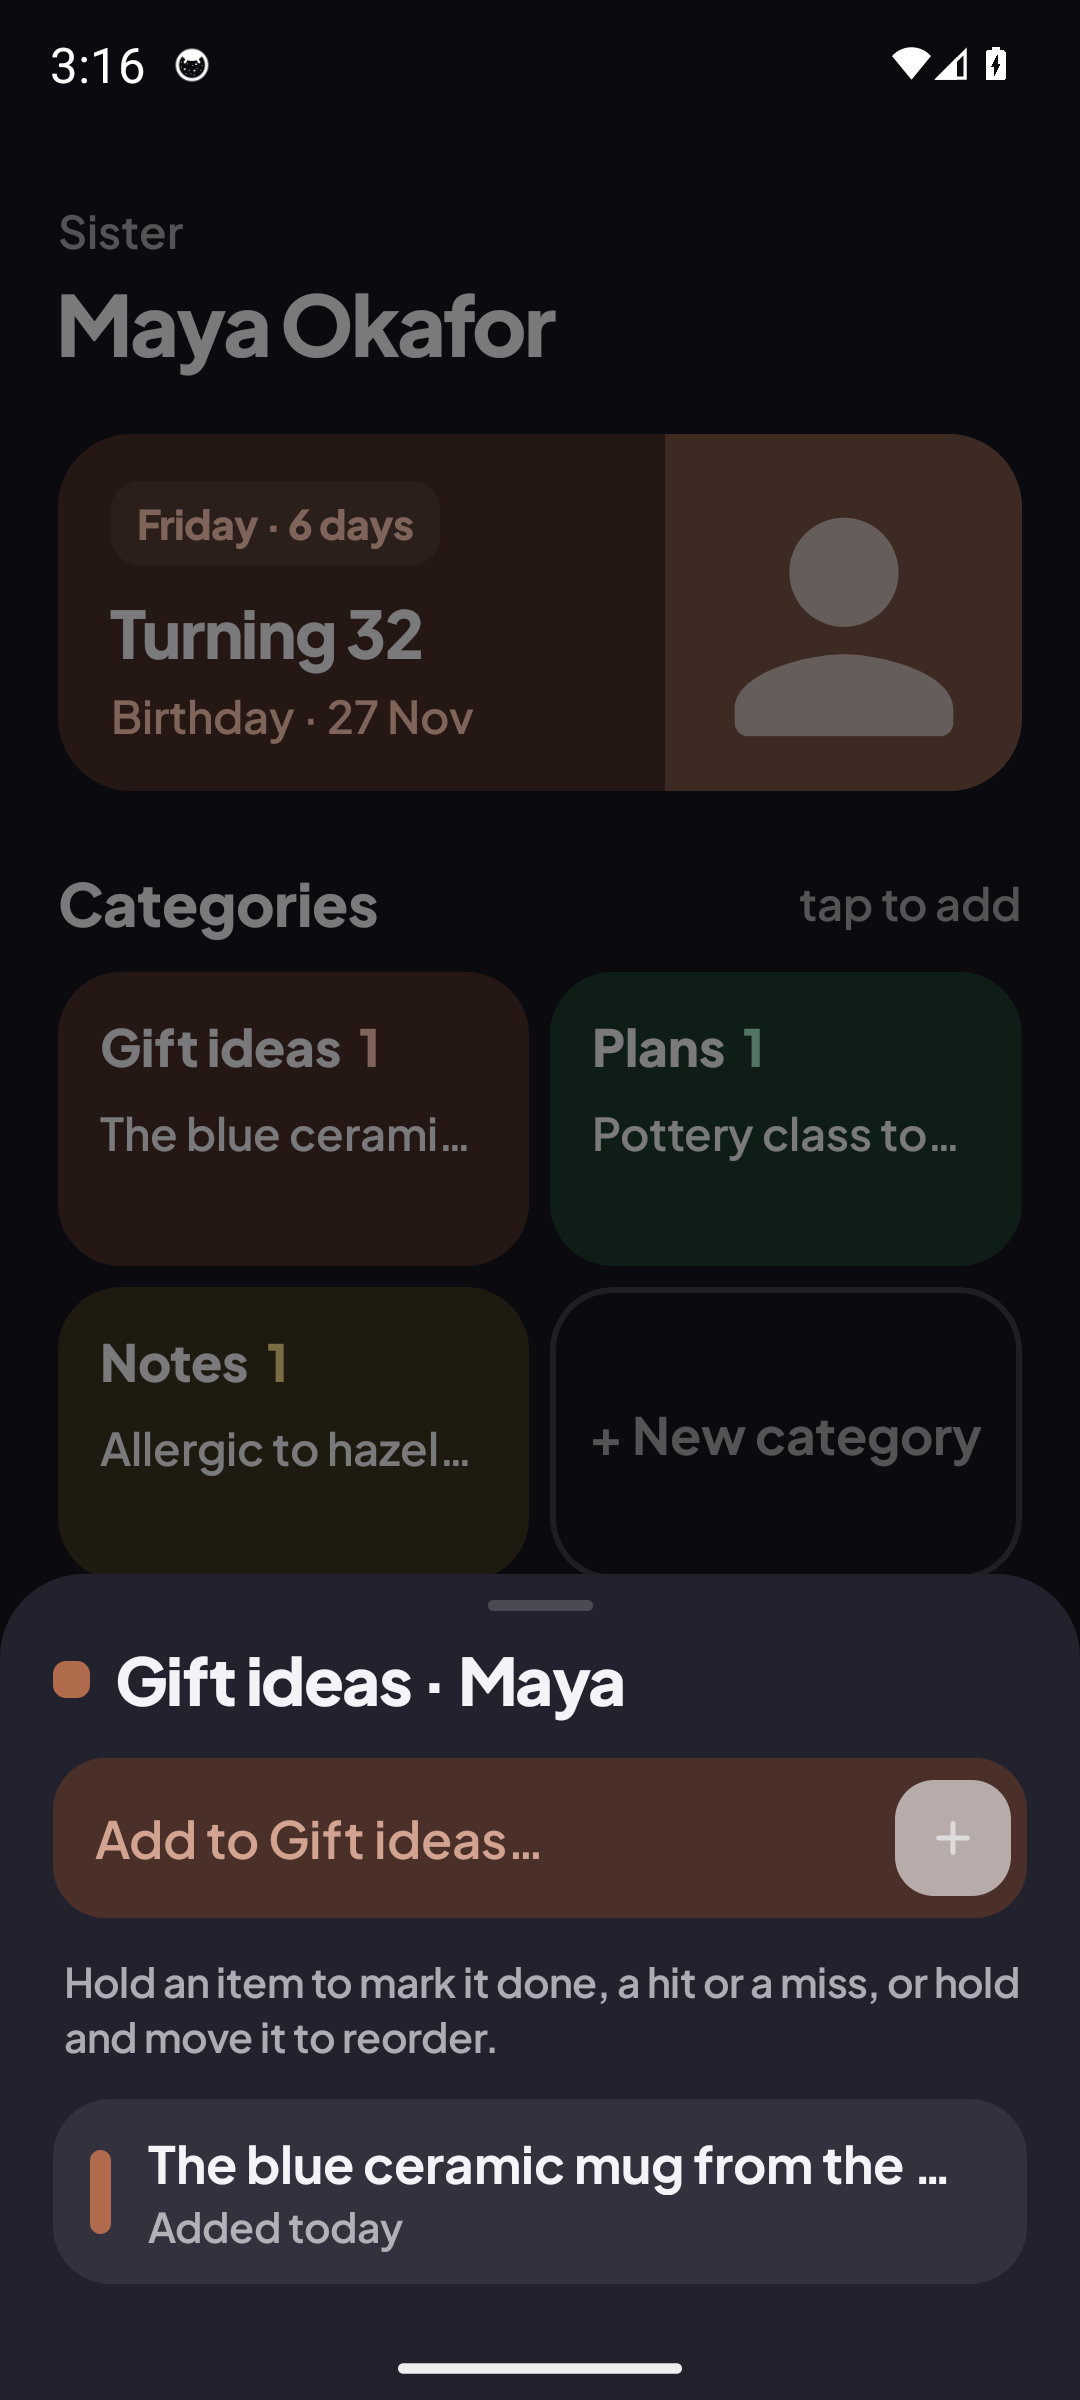 3:16
Sister
Maya Okafor
Friday · 6 days
Turning 32
Birthday · 27 Nov
Categories
tap to add
Gift ideas 1
The blue cerami…
Plans 1
Pottery class to…
Notes 1
Allergic to hazel…
+ New category
Gift ideas · Maya
Add to Gift ideas…
Hold an item to mark it done, a hit or a miss, or hold
and move it to reorder.
The blue ceramic mug from the …
Added today